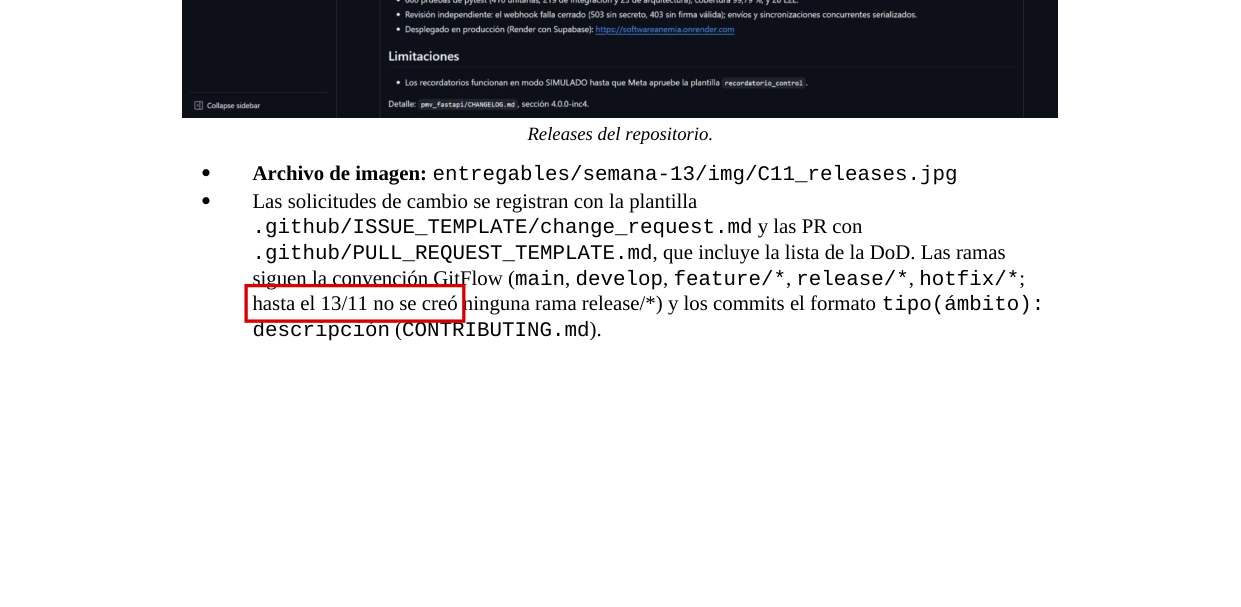 600 pruebas de pytest (416 unitarias, 219 de integración y 25 de arquitectura); cobertura 99,79 %, y 28 E2E.
• Revisión independiente: el webhook falla cerrado (503 sin secreto, 403 sin firma válida); envíos y sincronizaciones concurrentes serializados.
• Desplegado en producción (Render con Supabase): https://softwareanemia.onrender.com
Limitaciones
• Los recordatorios funcionan en modo SIMULADO hasta que Meta apruebe la plantilla recordatorio_control.
Collapse sidebar
Detalle: pmv_fastapi/CHANGELOG.md, sección 4.0.0-inc4.
Releases del repositorio.
• Archivo de imagen: entregables/semana-13/img/C11_releases.jpg
• Las solicitudes de cambio se registran con la plantilla
.github/ISSUE_TEMPLATE/change_request.md y las PR con
.github/PULL_REQUEST_TEMPLATE.md, que incluye la lista de la DoD. Las ramas
siguen la convención GitFlow (main, develop, feature/*, release/*, hotfix/*;
hasta el 13/11 no se creó ninguna rama release/*) y los commits el formato tipo(ámbito):
descripción (CONTRIBUTING.md).